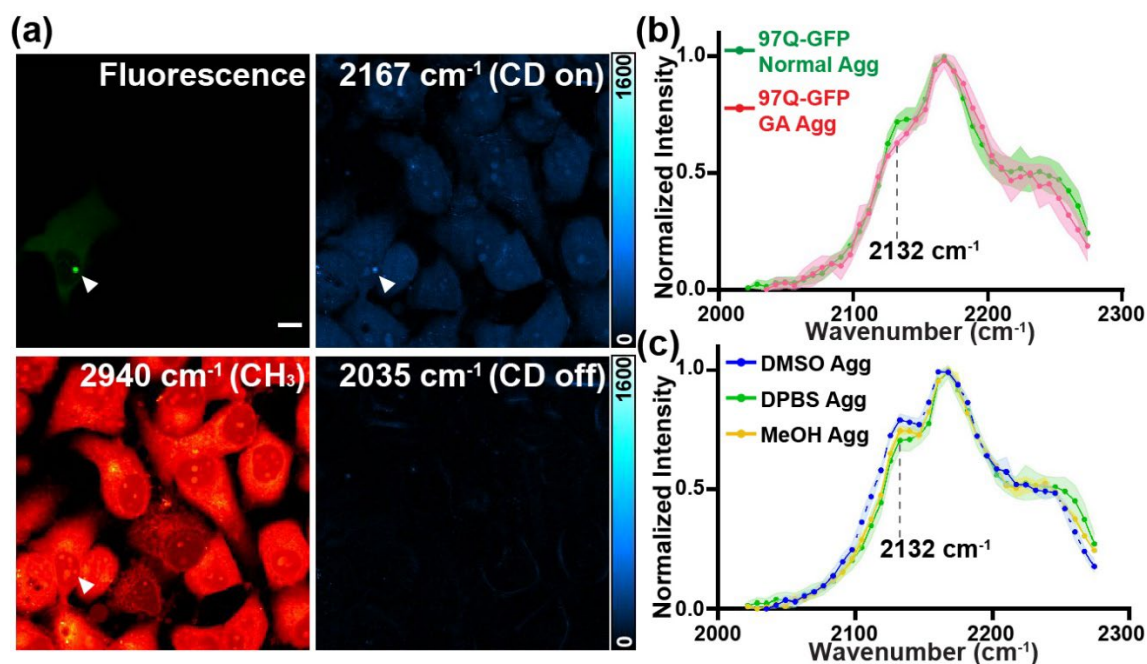 (a)
Fluorescence
2167 cm⁻¹ (CD on)
1600
0
2940 cm⁻¹ (CH₃)
2035 cm⁻¹ (CD off)
1600
0
(b)
Normalized Intensity
1.0
0.5
0.0
97Q-GFP
Normal Agg
97Q-GFP
GA Agg
2132 cm⁻¹
2000
2100
2200
2300
Wavenumber (cm⁻¹)
(c)
Normalized Intensity
1.0
0.5
0.0
DMSO Agg
DPBS Agg
MeOH Agg
2132 cm⁻¹
2000
2100
2200
2300
Wavenumber (cm⁻¹)